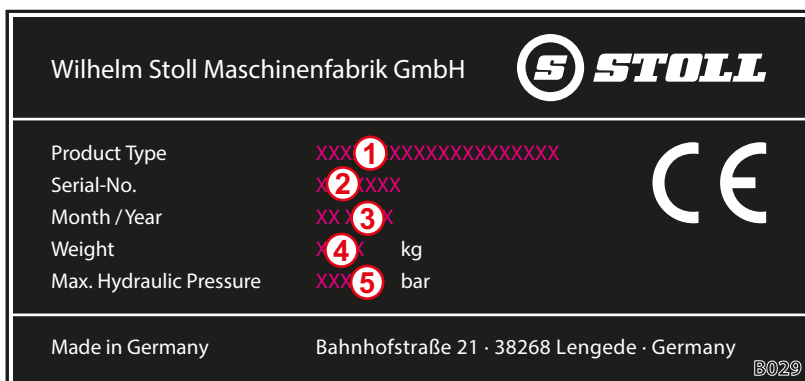 Wilhelm Stoll Maschinenfabrik GmbH
S STOLL
Product Type XXX 1 XXXXXXXXXXXXXX
Serial-No. X 2 XXXX
Month / Year XX X 3 X
Weight X 4 X kg
Max. Hydraulic Pressure XXX 5 bar
CE
Made in Germany Bahnhofstraße 21 · 38268 Lengede · Germany
B029